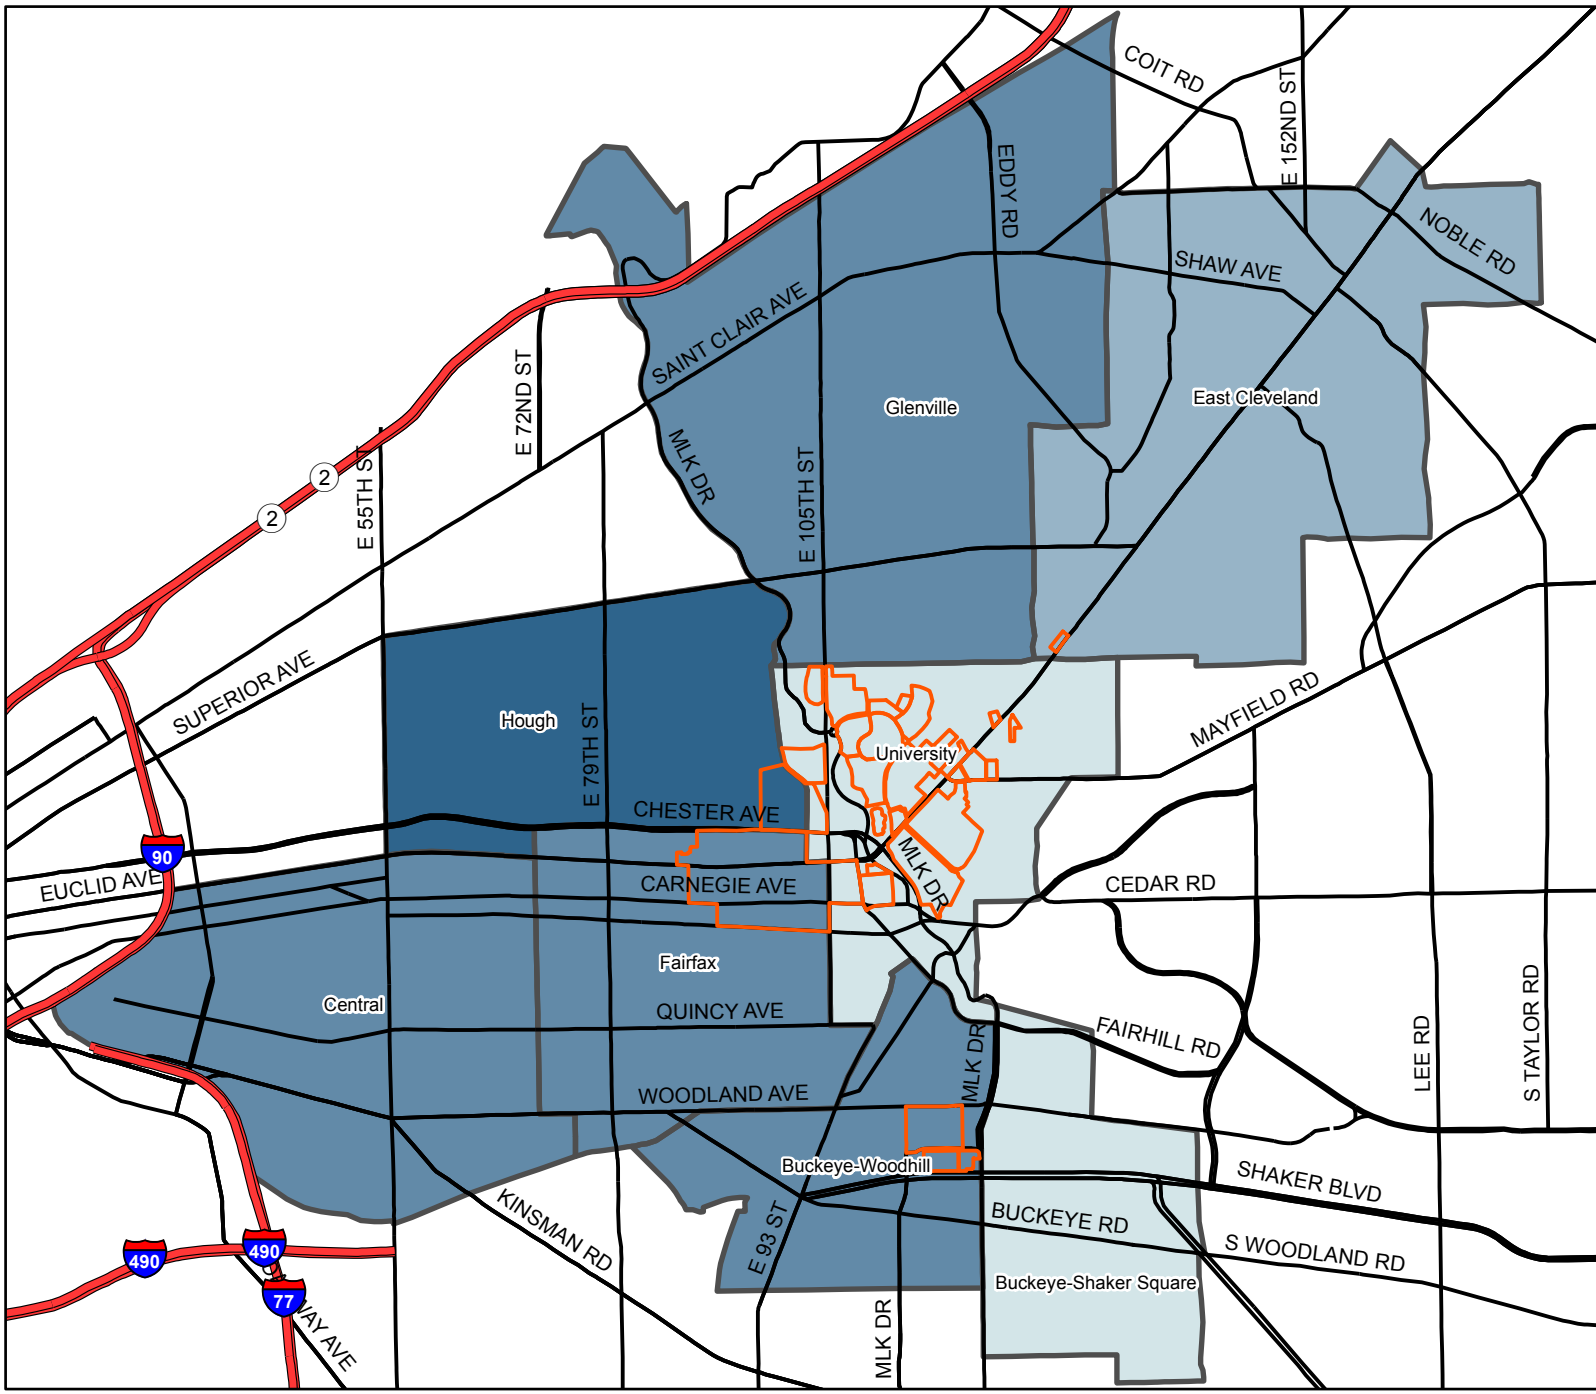 COIT RD
E 152ND ST
EDDY RD
NOBLE RD
SHAW AVE
SAINT CLAIR AVE
E 72ND ST
East Cleveland
Glenville
MLK DR
E 105TH ST
2
2
E 55TH ST
SUPERIOR AVE
Hough
E 79TH ST
MAYFIELD RD
University
CHESTER AVE
90
EUCLID AVE
CARNEGIE AVE
MLK DR
CEDAR RD
Fairfax
Central
QUINCY AVE
FAIRHILL RD
MLK DR
LEE RD
S TAYLOR RD
WOODLAND AVE
Buckeye-Woodhill
SHAKER BLVD
KINSMAN RD
E 93 ST
BUCKEYE RD
S WOODLAND RD
490
490
Buckeye-Shaker Square
77
WAY AVE
MLK DR